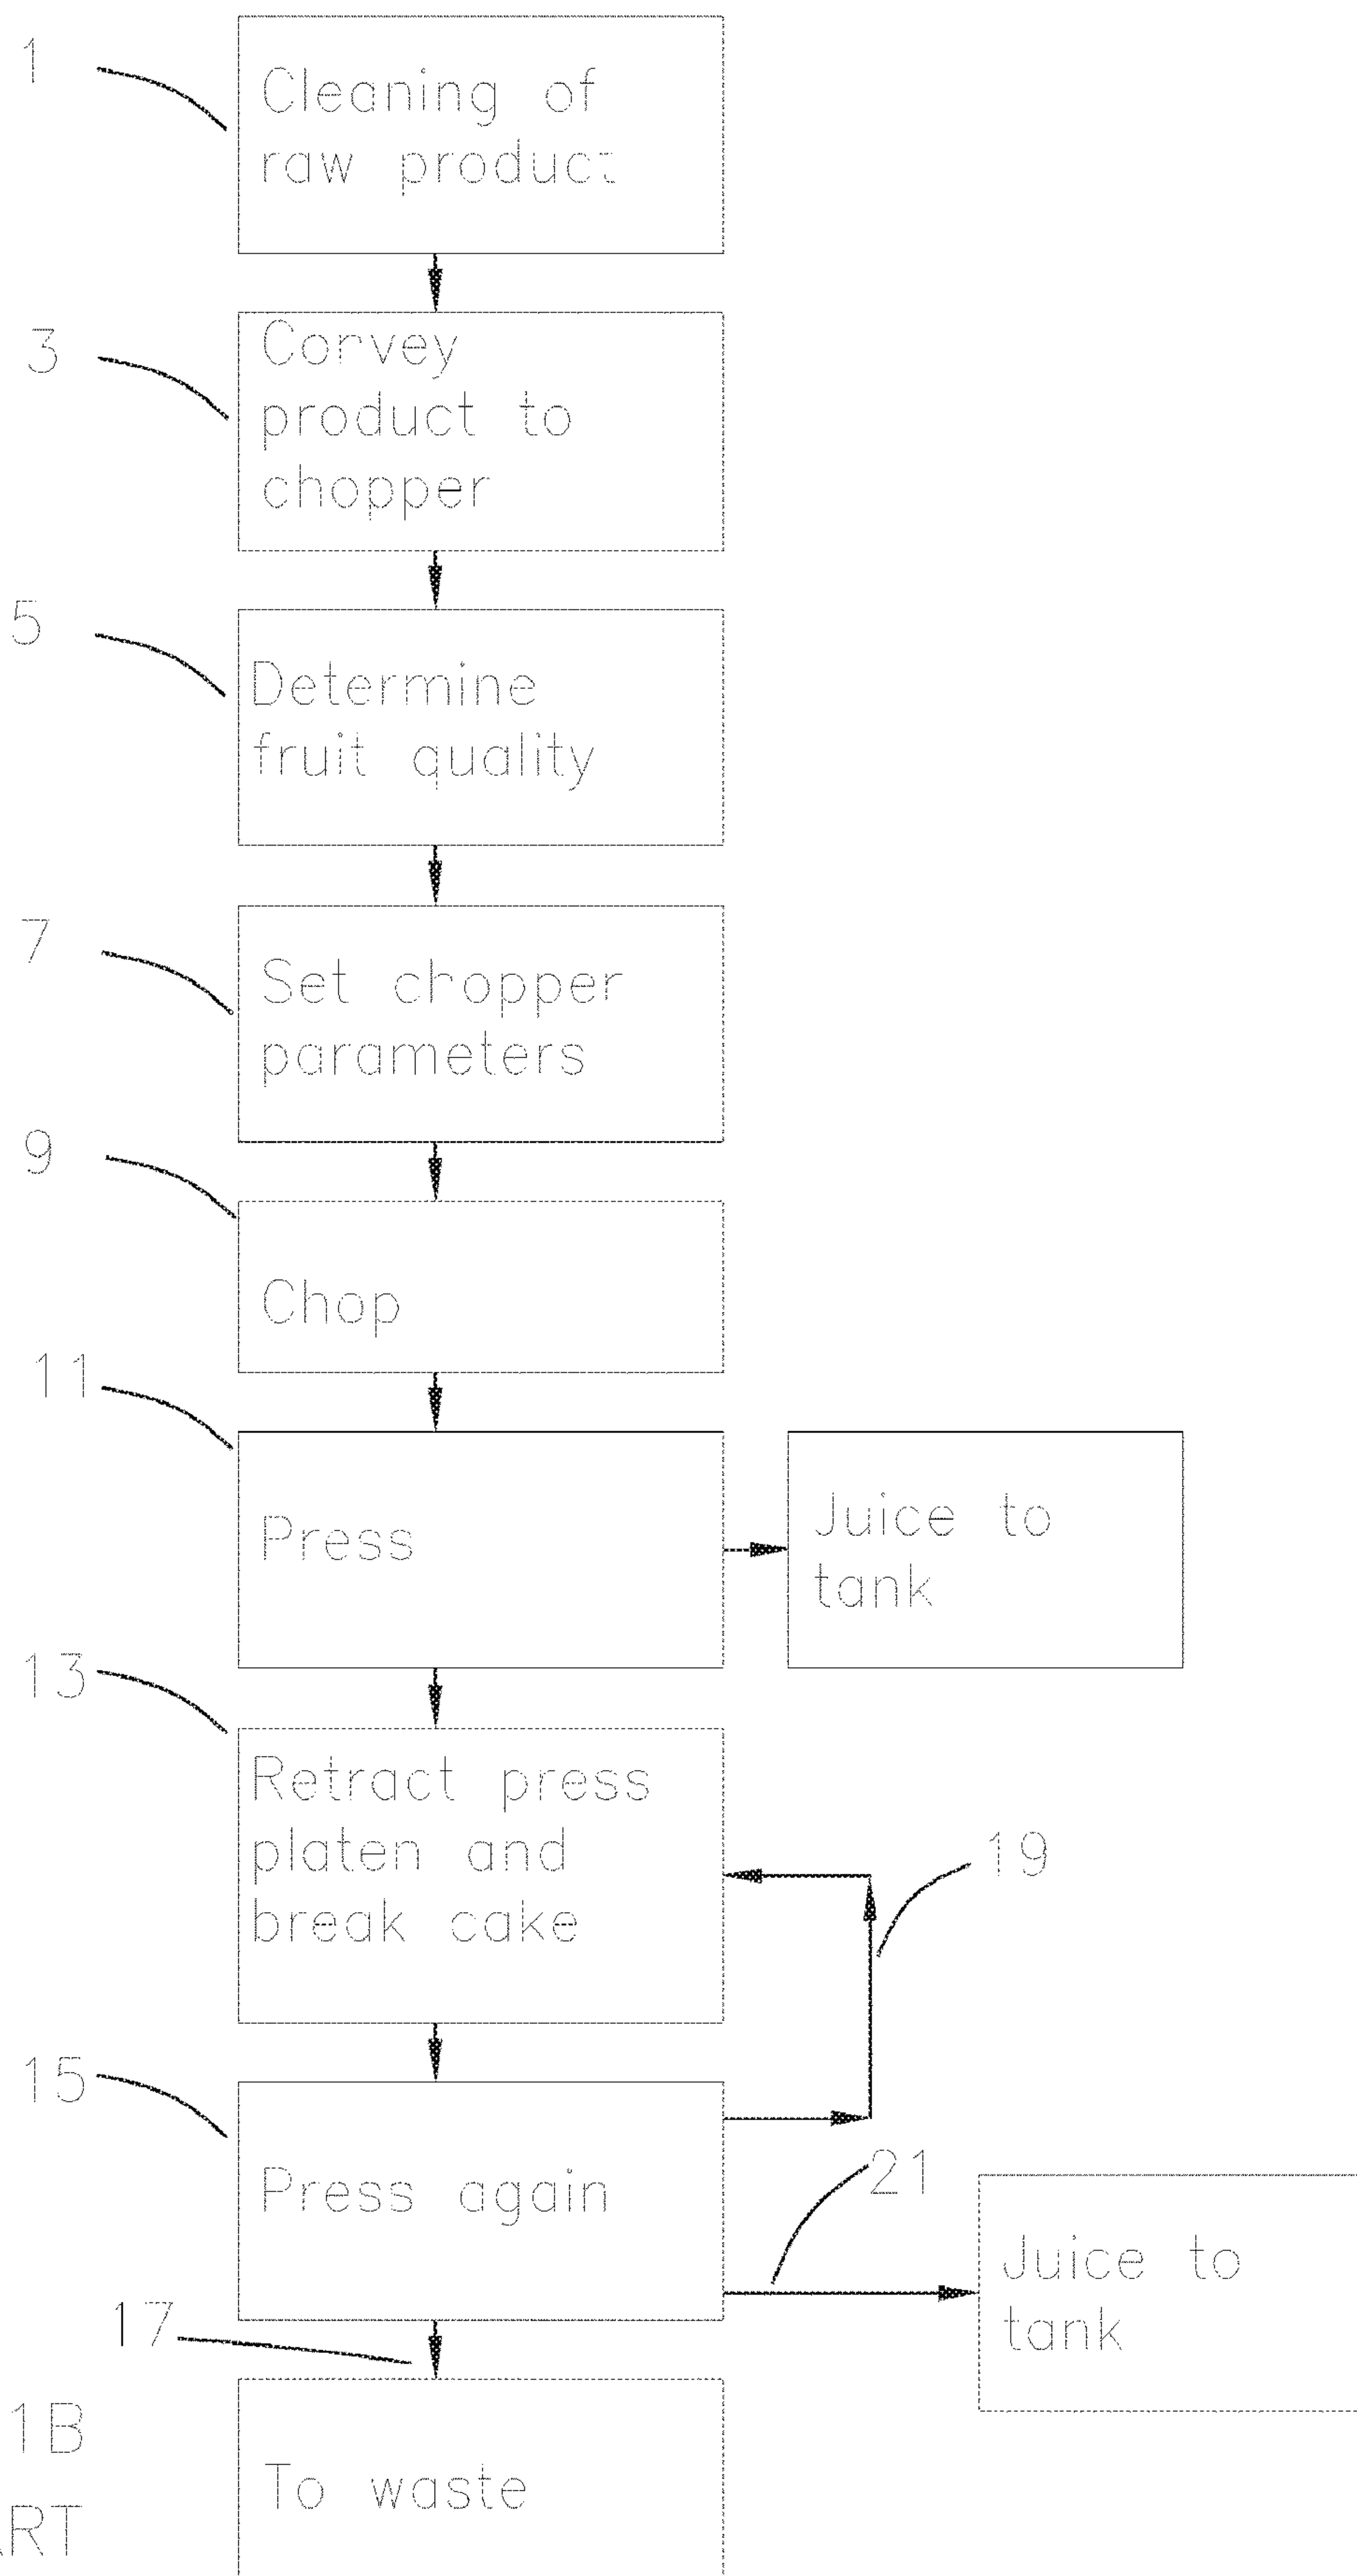 1
Cleaning of
raw product
3
Convey
product to
chopper
5
Determine
fruit quality
7
Set chopper
parameters
9
Chop
11
Press
Juice to
tank
13
Retract press
platen and
break cake
19
15
Press again
21
Juice to
tank
17
1B
ART
To waste